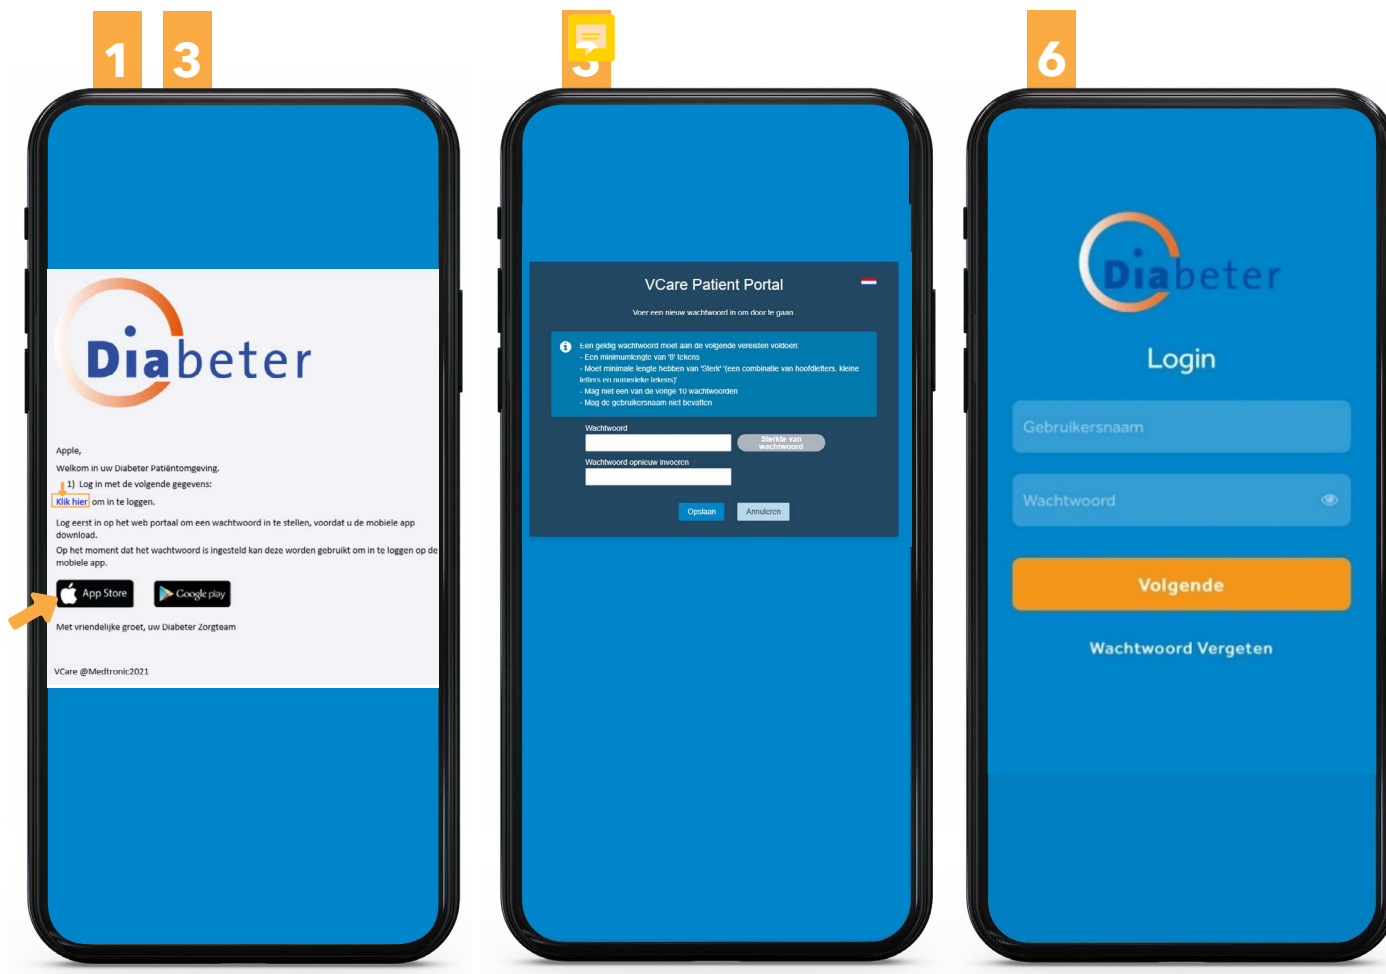 1 3
Diabeter
Apple,
Welkom in uw Diabeter Patiëntomgeving.
1) Log in met de volgende gegevens:
Klik hier om in te loggen.
Log eerst in op het web portaal om een wachtwoord in te stellen, voordat u de mobiele app
download.
Op het moment dat het wachtwoord is ingesteld kan deze worden gebruikt om in te loggen op de
mobiele app.
App Store Google play
Met vriendelijke groet, uw Diabeter Zorgteam
VCare @Medtronic2021
VCare Patient Portal
Voer een nieuw wachtwoord in om door te gaan
Een geldig wachtwoord moet aan de volgende vereisten voldoen:
- Een minimumlengte van '8' tekens
- Moet minimale lengte hebben van 'Sterk' '(een combinatie van hoofdletters, kleine
letters en numerieke tekens)'
- Mag niet een van de vorige 10 wachtwoorden
- Mag de gebruikersnaam niet bevatten
Wachtwoord
Sterkte van
wachtwoord
Wachtwoord opnieuw invoeren
Opslaan Annuleren
6
Diabeter
Login
Gebruikersnaam
Wachtwoord
Volgende
Wachtwoord Vergeten